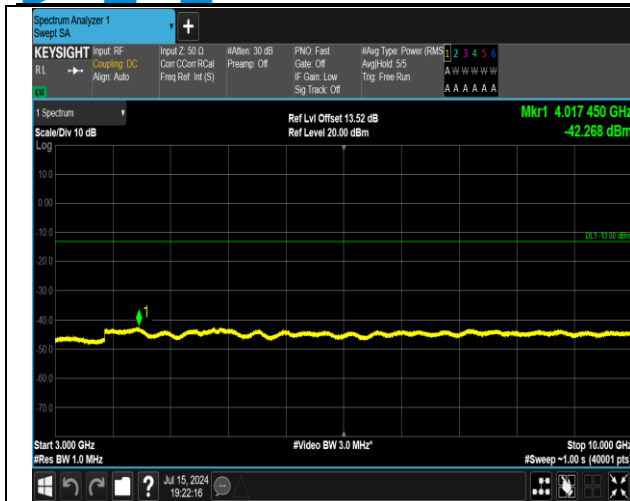 Spectrum Analyzer 1
Swept SA
+
KEYSIGHT
RL
LW
Input: RF
Coupling: DC
Align: Auto
Input Z: 50 Ω
Corr CCorr RCal
Freq Ref: Int (S)
#Atten: 30 dB
Preamp: Off
PNO: Fast
Gate: Off
IF Gain: Low
Sig Track: Off
#Avg Type: Power (RMS
Avg|Hold: 5/5
Trig: Free Run
1 2 3 4 5 6
A W W W W W
A A A A A A
1 Spectrum
Scale/Div 10 dB
Ref Lvl Offset 13.52 dB
Ref Level 20.00 dBm
Mkr1 4.017 450 GHz
-42.268 dBm
Log
10.0
0.00
-10.0
DL1 -13.00 dBm
-20.0
-30.0
-40.0
1
-50.0
-60.0
-70.0
Start 3.000 GHz
#Res BW 1.0 MHz
#Video BW 3.0 MHz*
Stop 10.000 GHz
#Sweep ~1.00 s (40001 pts)
?
Jul 15, 2024
19:22:16